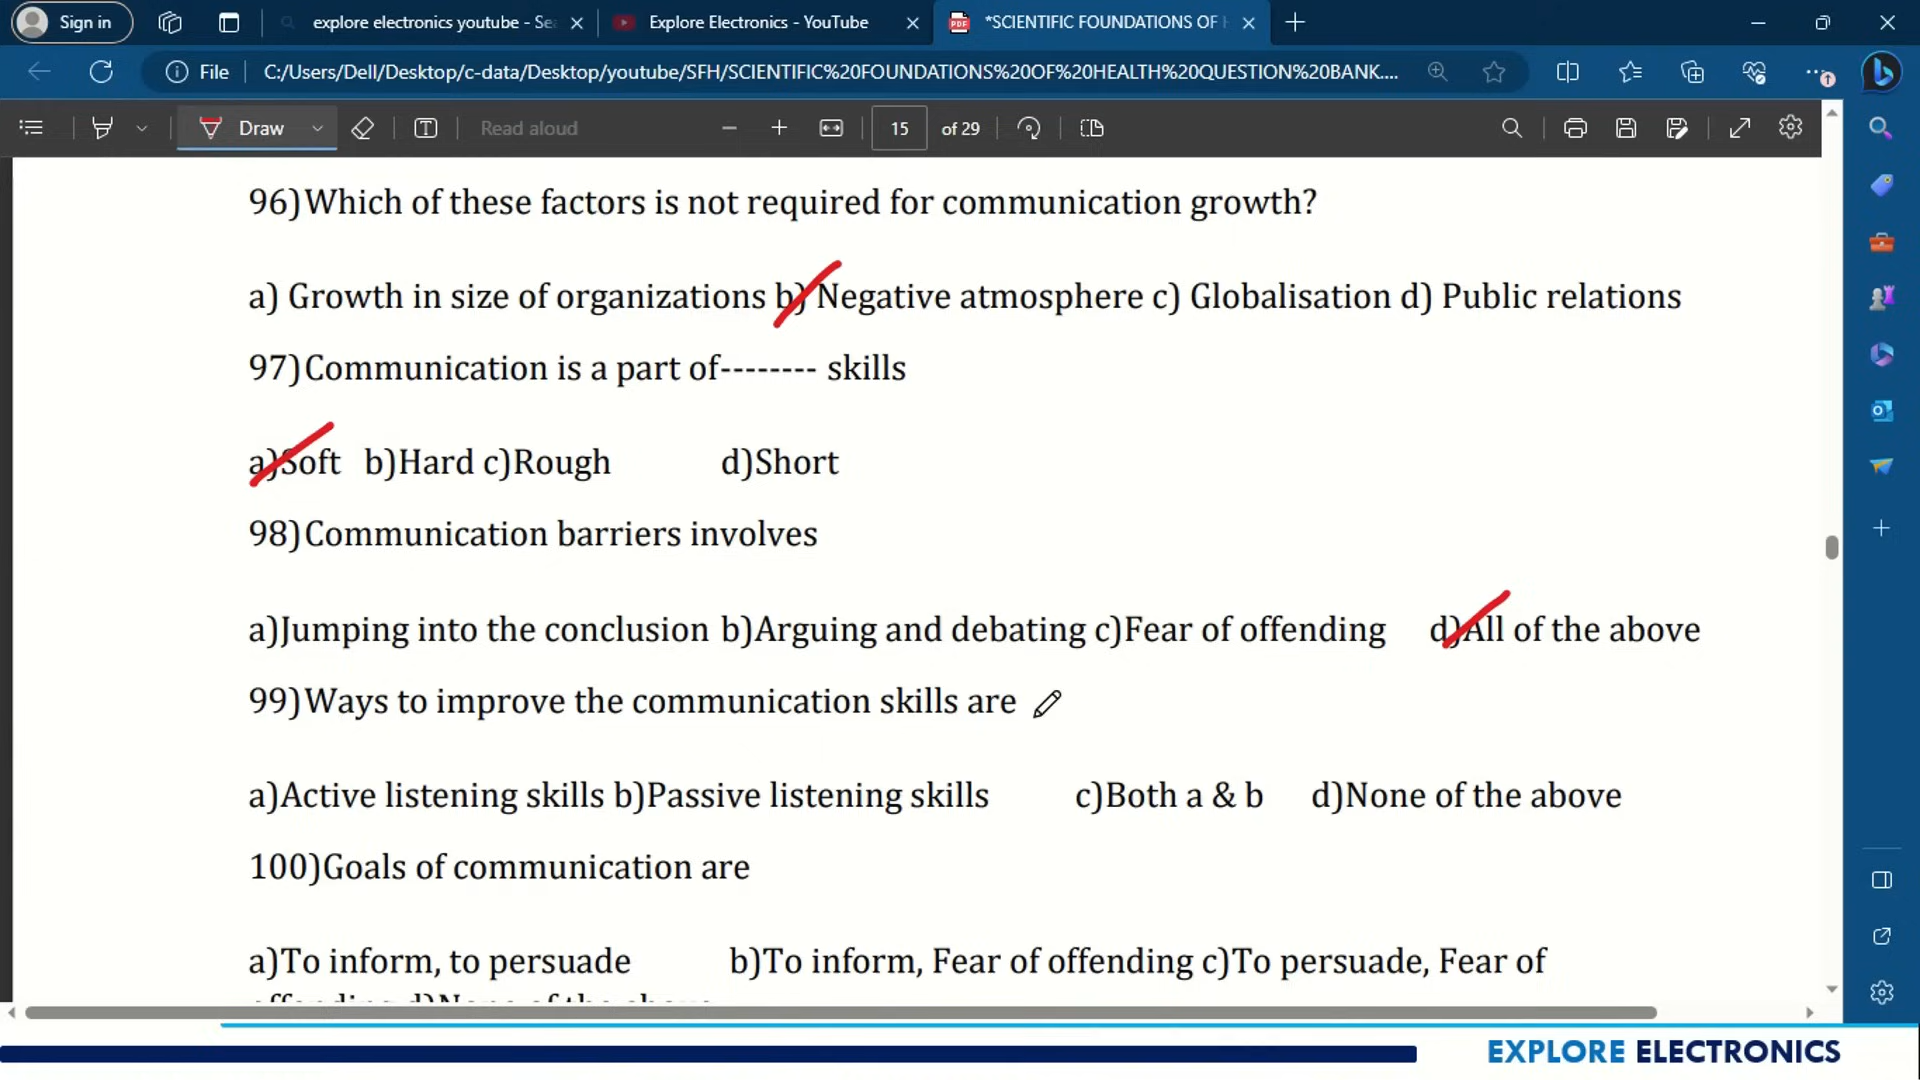 Sign in
explore electronics youtube - Se
Explore Electronics - YouTube
*SCIENTIFIC FOUNDATIONS OF
File
C:/Users/Dell/Desktop/c-data/Desktop/youtube/SFH/SCIENTIFIC%20FOUNDATIONS%20OF%20HEALTH%20QUESTION%20BANK....
Draw
Read aloud
15 of 29
96)Which of these factors is not required for communication growth?
a) Growth in size of organizations b) Negative atmosphere c) Globalisation d) Public relations
97)Communication is a part of-------- skills
a)Soft b)Hard c)Rough d)Short
98)Communication barriers involves
a)Jumping into the conclusion b)Arguing and debating c)Fear of offending d)All of the above
99)Ways to improve the communication skills are
a)Active listening skills b)Passive listening skills c)Both a & b d)None of the above
100)Goals of communication are
a)To inform, to persuade b)To inform, Fear of offending c)To persuade, Fear of
offending d)None of the above
EXPLORE ELECTRONICS